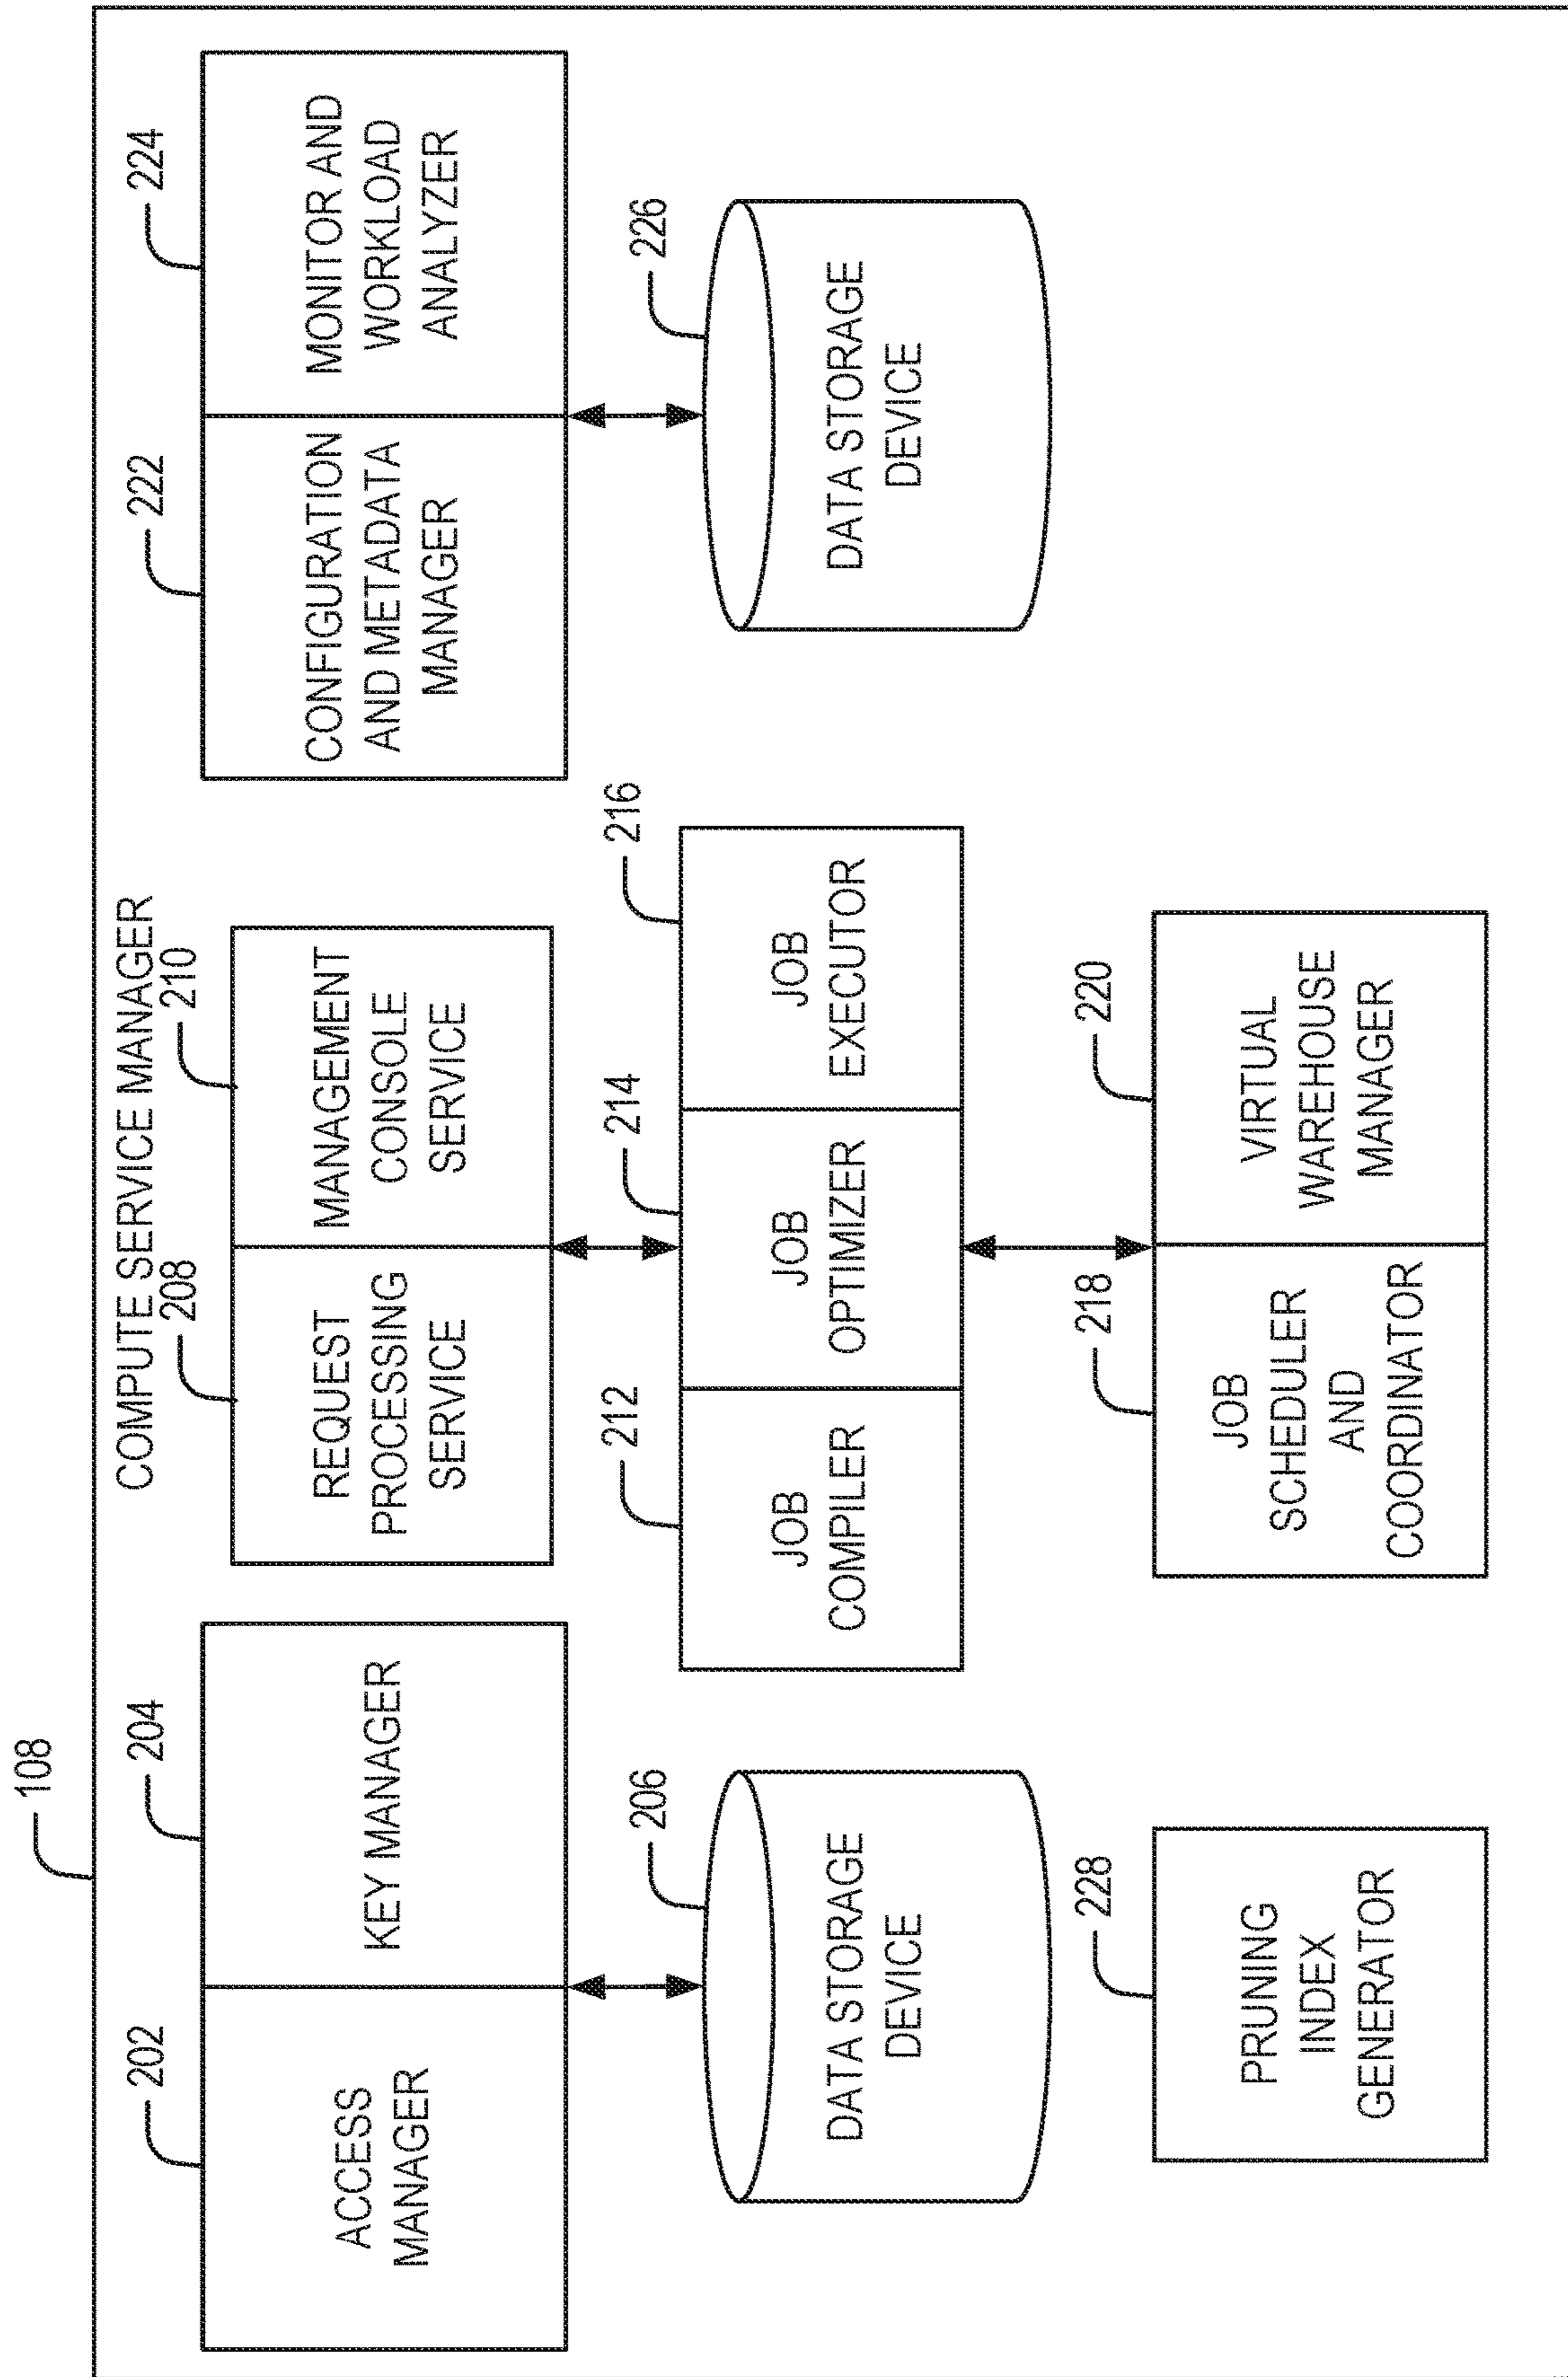 108
COMPUTE SERVICE MANAGER
202
204
ACCESS
MANAGER
KEY MANAGER
206
DATA STORAGE
DEVICE
228
PRUNING
INDEX
GENERATOR
208
210
REQUEST
PROCESSING
SERVICE
MANAGEMENT
CONSOLE
SERVICE
212
214
216
JOB
COMPILER
JOB
OPTIMIZER
JOB
EXECUTOR
218
220
JOB
SCHEDULER
AND
COORDINATOR
VIRTUAL
WAREHOUSE
MANAGER
222
224
CONFIGURATION
AND METADATA
MANAGER
MONITOR AND
WORKLOAD
ANALYZER
226
DATA STORAGE
DEVICE